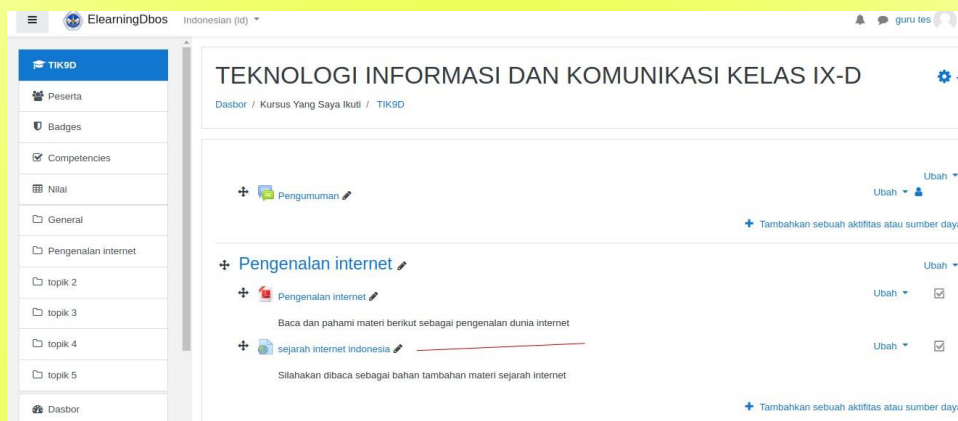 ElearningDbos Indonesian (id) guru tes
TIK9D
Peserta
Badges
Competencies
Nilai
General
Pengenalan internet
topik 2
topik 3
topik 4
topik 5
Dasbor
TEKNOLOGI INFORMASI DAN KOMUNIKASI KELAS IX-D
Dasbor / Kursus Yang Saya Ikuti / TIK9D
Ubah
Pengumuman Ubah
+ Tambahkan sebuah aktifitas atau sumber daya
Pengenalan internet Ubah
Pengenalan internet Ubah
Baca dan pahami materi berikut sebagai pengenalan dunia internet
sejarah internet indonesia Ubah
Silahakan dibaca sebagai bahan tambahan materi sejarah internet
+ Tambahkan sebuah aktifitas atau sumber daya